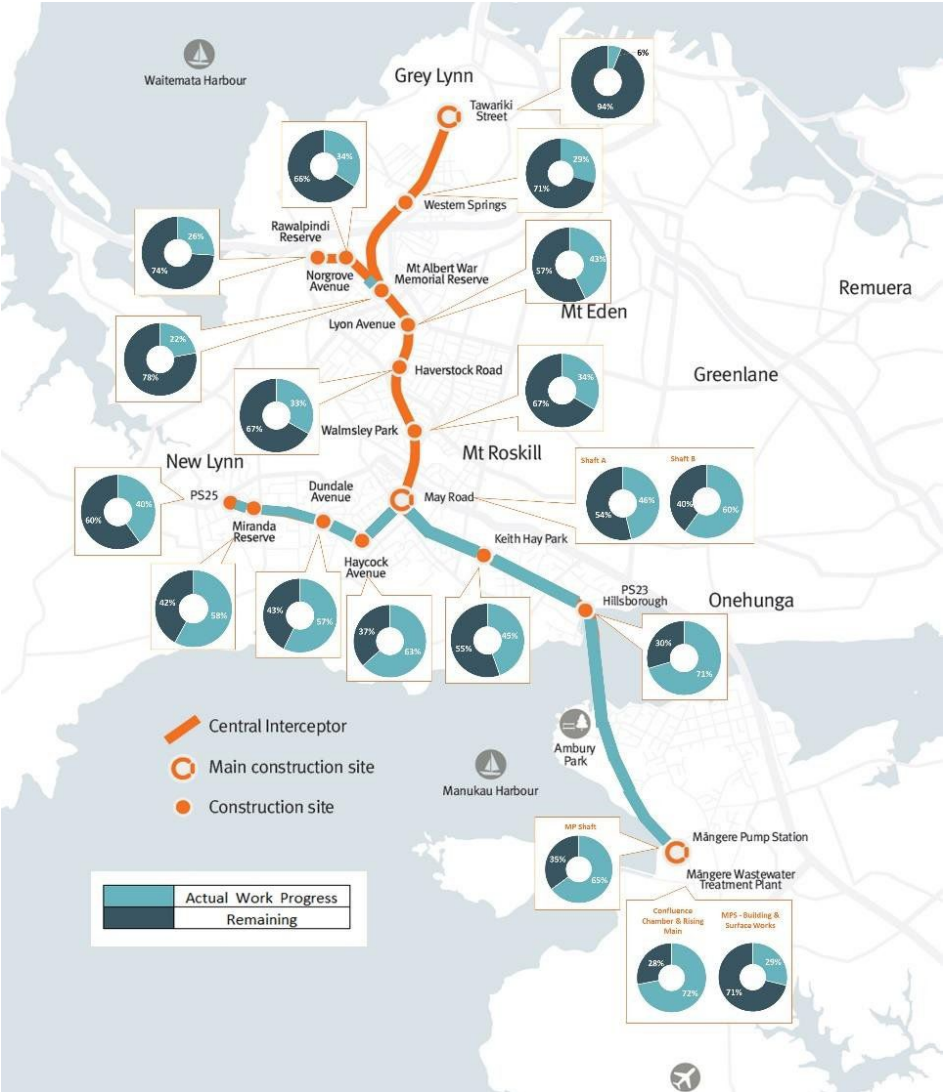 6%
94%
Grey Lynn
Waitemata Harbour
Tawariki
Street
34%
66%
29%
71%
Western Springs
Rawalpindi
Reserve
26%
74%
Norgrove
Avenue
Mt Albert War
Memorial Reserve
57%
43%
Remuera
Mt Eden
Lyon Avenue
22%
78%
Haverstock Road
34%
67%
Greenlane
33%
67%
Walmsley Park
Mt Roskill
New Lynn
Shaft A
Shaft B
PS25
Dundale
Avenue
May Road
46%
54%
40%
60%
40%
60%
Miranda
Reserve
Keith Hay Park
Haycock
Avenue
42%
58%
43%
57%
37%
63%
45%
55%
PS23
Hillsborough
Onehunga
30%
71%
Central Interceptor
Main construction site
Construction site
Ambury
Park
Manukau Harbour
MP Shaft
35%
65%
Māngere Pump Station
Māngere Wastewater
Treatment Plant
Actual Work Progress
Remaining
Confluence
Chamber & Rising
Main
MPS - Building &
Surface Works
28%
72%
29%
71%